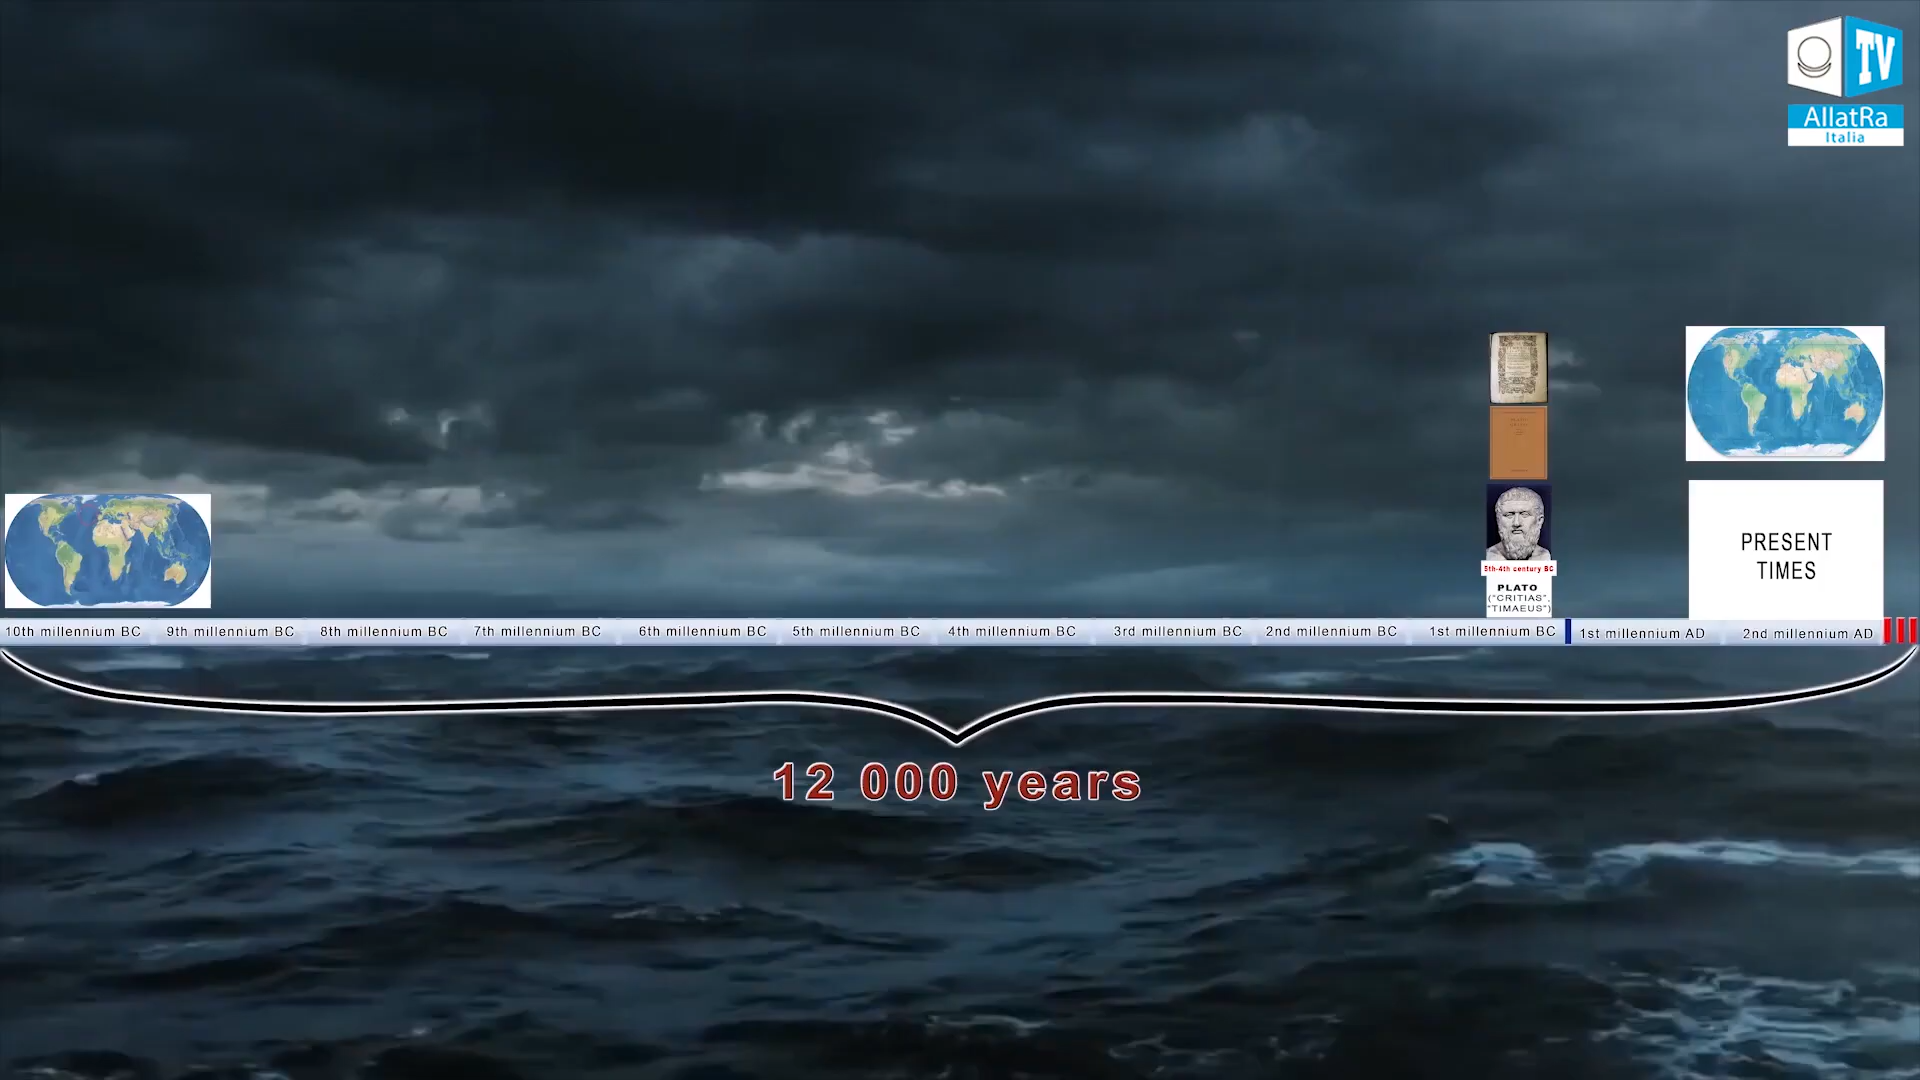 TV
AllatRa
Italia
5th-4th century BC
PLATO
("CRITIAS",
"TIMAEUS")
PRESENT
TIMES
10th millennium BC
9th millennium BC
8th millennium BC
7th millennium BC
6th millennium BC
5th millennium BC
4th millennium BC
3rd millennium BC
2nd millennium BC
1st millennium BC
1st millennium AD
2nd millennium AD
12 000 years